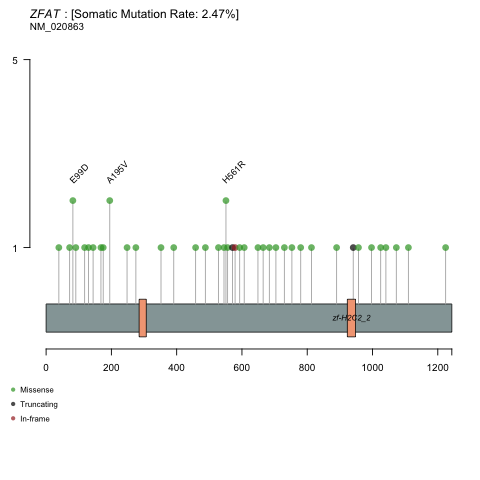 ZFAT : [Somatic Mutation Rate: 2.47%]
NM_020863
5
E99D
A195V
H561R
1
zf-H2C2_2
0 200 400 600 800 1000 1200
Missense
Truncating
In-frame